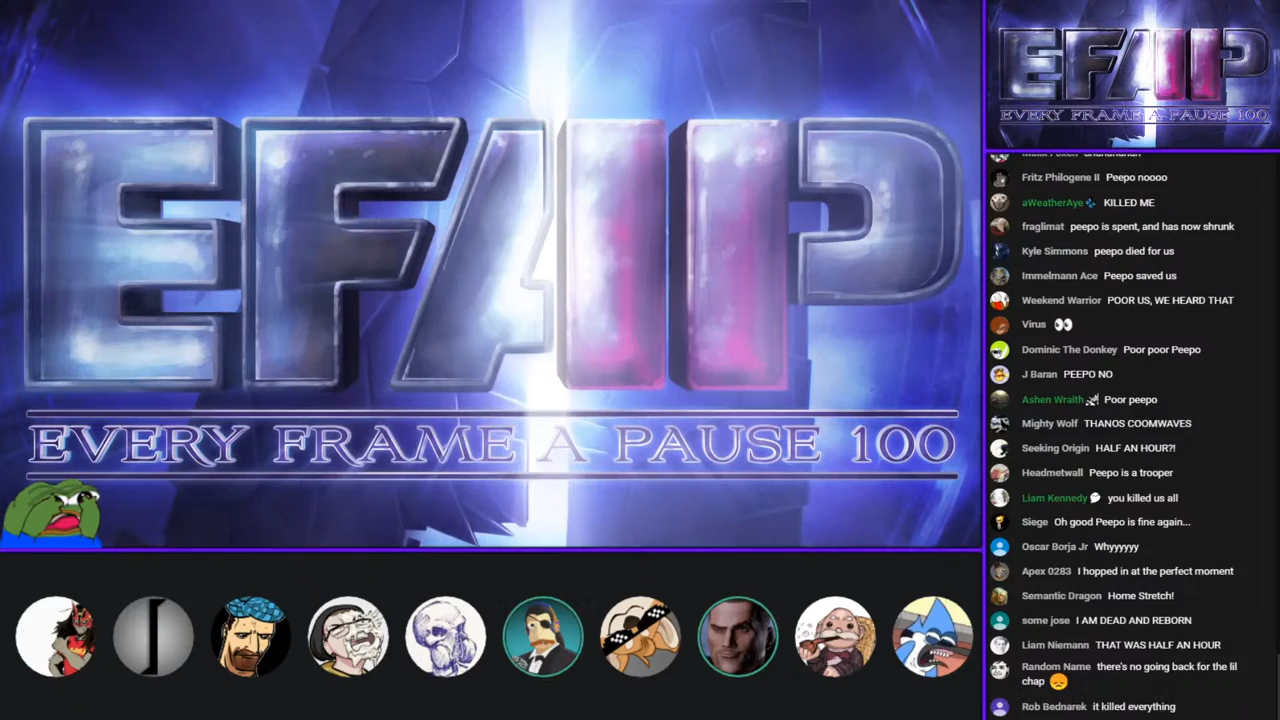 EFAIIP
EVERY FRAME A PAUSE 100
EFAIIP
EVERY FRAME A PAUSE 100
Fritz Philogene II Peepo noooo
aWeatherAye KILLED ME
fraglimat peepo is spent, and has now shrunk
Kyle Simmons peepo died for us
Immelmann Ace Peepo saved us
Weekend Warrior POOR US, WE HEARD THAT
Virus 👀
Dominic The Donkey Poor poor Peepo
J Baran PEEPO NO
Ashen Wraith Poor peepo
Mighty Wolf THANOS COOMWAVES
Seeking Origin HALF AN HOUR?!
Headmetwall Peepo is a trooper
Liam Kennedy you killed us all
Siege Oh good Peepo is fine again...
Oscar Borja Jr Whyyyyyy
Apex 0283 I hopped in at the perfect moment
Semantic Dragon Home Stretch!
some jose I AM DEAD AND REBORN
Liam Niemann THAT WAS HALF AN HOUR
Random Name there's no going back for the lil
chap 😞
Rob Bednarek it killed everything